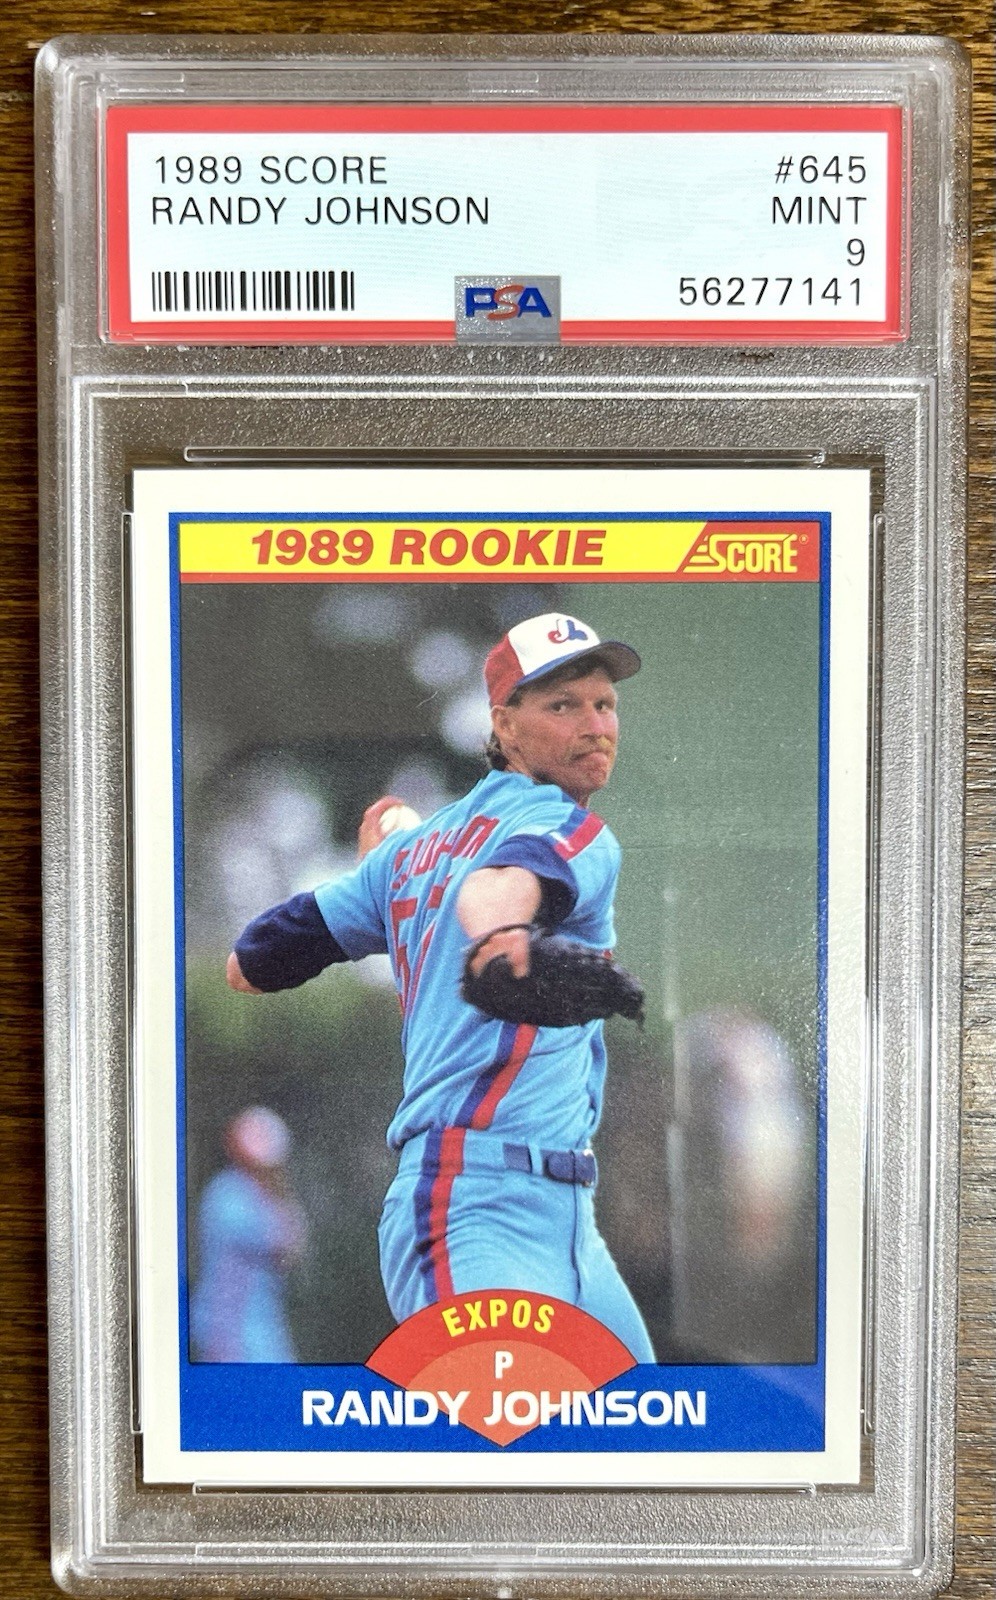 1989 SCORE #645
RANDY JOHNSON MINT
9
PSA 56277141
1989 ROOKIE SCORE®
EXPOS
P
RANDY JOHNSON